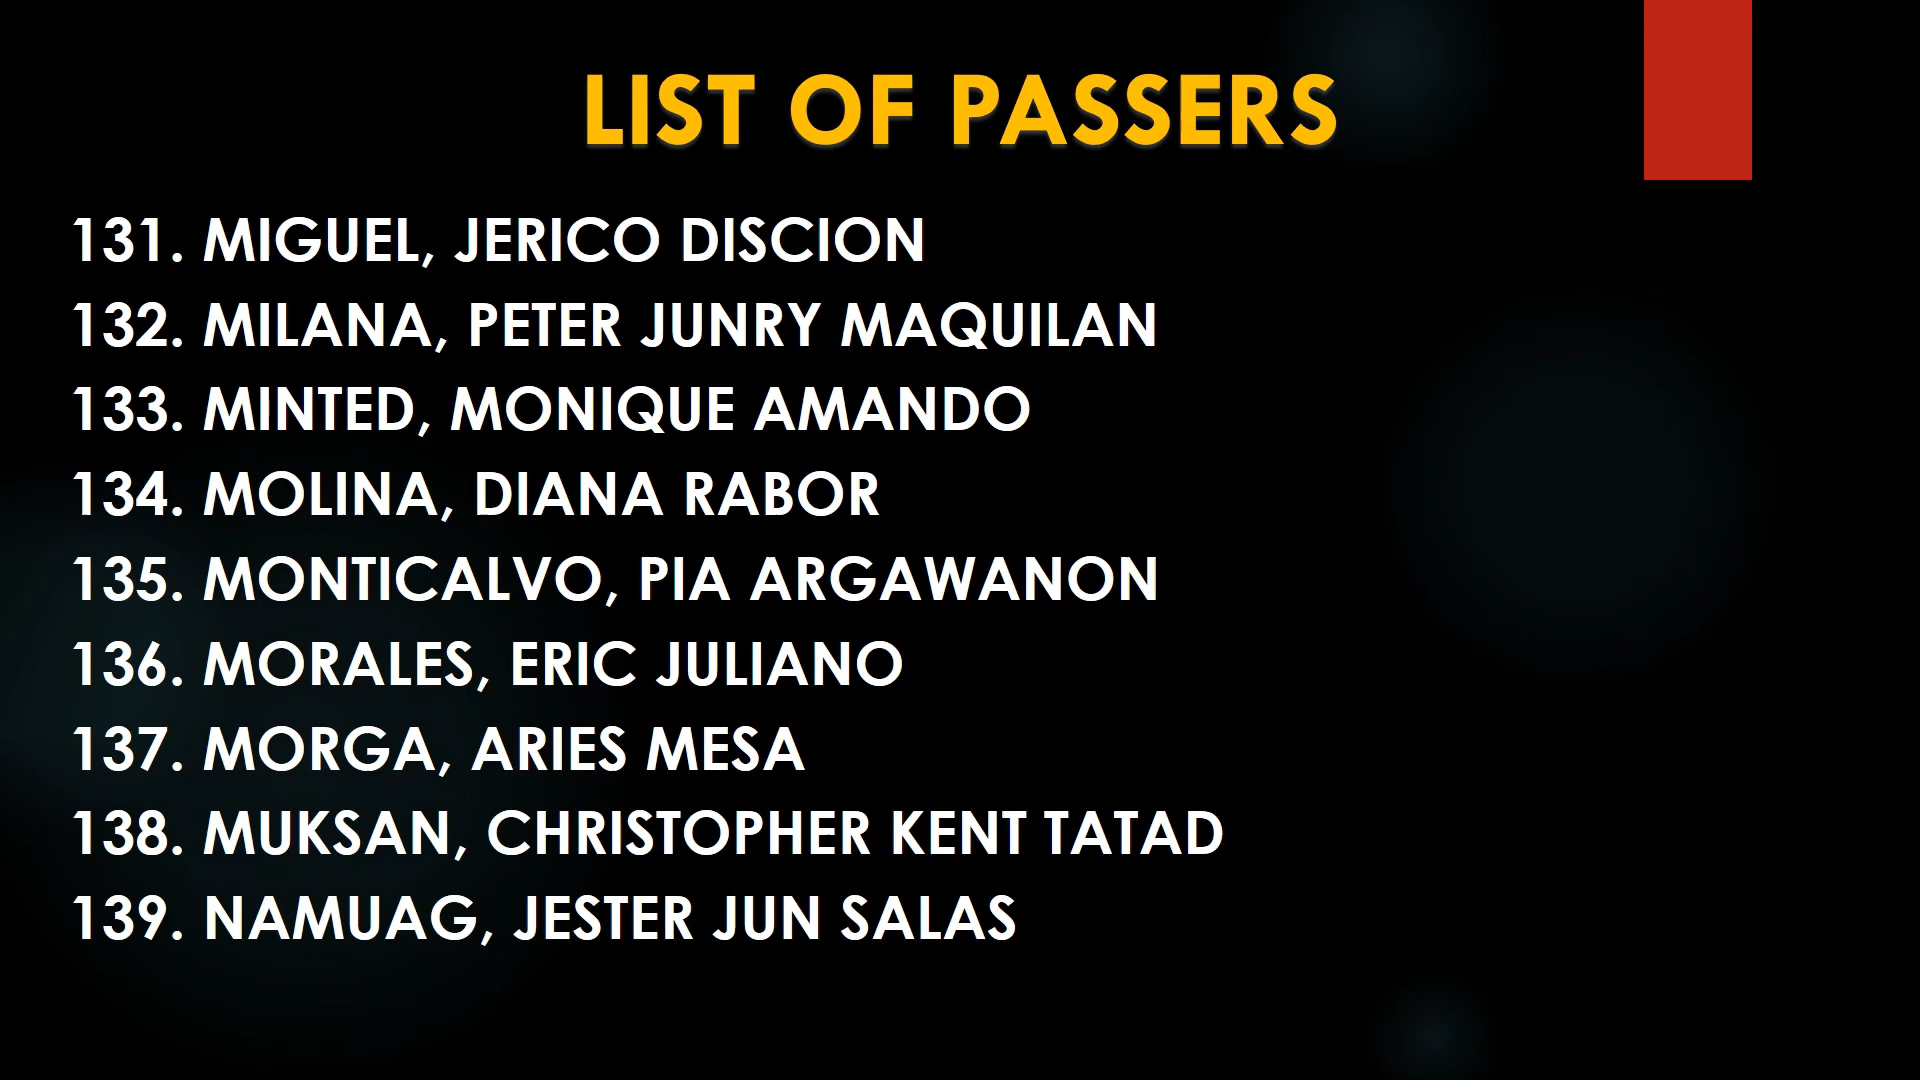 LIST OF PASSERS
131. MIGUEL, JERICO DISCION
132. MILANA, PETER JUNRY MAQUILAN
133. MINTED, MONIQUE AMANDO
134. MOLINA, DIANA RABOR
135. MONTICALVO, PIA ARGAWANON
136. MORALES, ERIC JULIANO
137. MORGA, ARIES MESA
138. MUKSAN, CHRISTOPHER KENT TATAD
139. NAMUAG, JESTER JUN SALAS